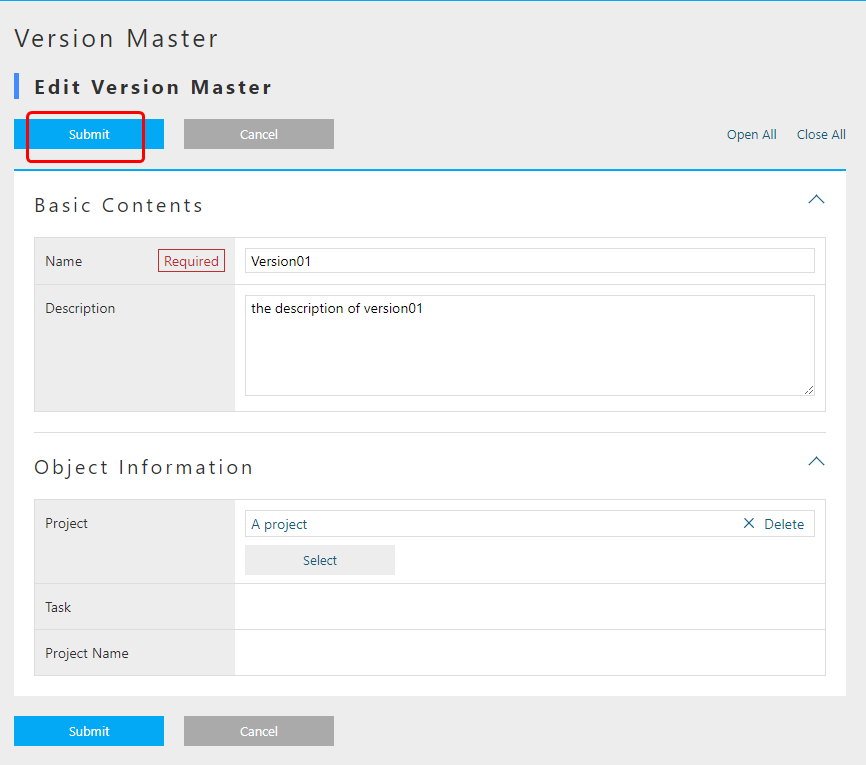 Version Master
Edit Version Master
Submit Cancel Open All Close All
Basic Contents
Name Required Version01
Description the description of version01
Object Information
Project A project Delete
Select
Task
Project Name
Submit Cancel